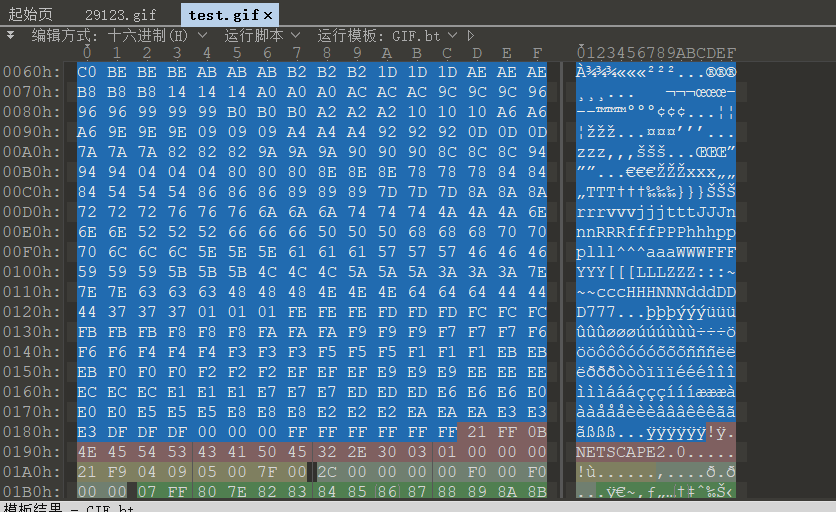 起始页 29123.gif test.gif×
编辑方式: 十六进制(H) 运行脚本 运行模板: GIF.bt
0 1 2 3 4 5 6 7 8 9 A B C D E F 0123456789ABCDEF
0060h: C0 BE BE BE AB AB AB B2 B2 B2 1D 1D 1D AE AE AE À¾¾¾«««²²²...®®®
0070h: B8 B8 B8 14 14 14 A0 A0 A0 AC AC AC 9C 9C 9C 96 ¸¸¸...   ¬¬¬œœœ–
0080h: 96 96 99 99 99 B0 B0 B0 A2 A2 A2 10 10 10 A6 A6 ––™™™°°°¢¢¢...¦¦
0090h: A6 9E 9E 9E 09 09 09 A4 A4 A4 92 92 92 0D 0D 0D ¦žžž...¤¤¤’’’...
00A0h: 7A 7A 7A 82 82 82 9A 9A 9A 90 90 90 8C 8C 8C 94 zzz‚‚‚ššš...ŒŒŒ”
00B0h: 94 94 04 04 04 80 80 80 8E 8E 8E 78 78 78 84 84 ””...€€€ŽŽŽxxx„„
00C0h: 84 54 54 54 86 86 86 89 89 89 7D 7D 7D 8A 8A 8A „TTT†††‰‰‰}}}ŠŠŠ
00D0h: 72 72 72 76 76 76 6A 6A 6A 74 74 74 4A 4A 4A 6E rrrvvvjjjtttJJJn
00E0h: 6E 6E 52 52 52 66 66 66 50 50 50 68 68 68 70 70 nnRRRfffPPPhhhpp
00F0h: 70 6C 6C 6C 5E 5E 5E 61 61 61 57 57 57 46 46 46 plll^^^aaaWWWFFF
0100h: 59 59 59 5B 5B 5B 4C 4C 4C 5A 5A 5A 3A 3A 3A 7E YYY[[[LLLZZZ:::~
0110h: 7E 7E 63 63 63 48 48 48 4E 4E 4E 64 64 64 44 44 ~~cccHHHNNNdddDD
0120h: 44 37 37 37 01 01 01 FE FE FE FD FD FD FC FC FC D777...þþþýýýüüü
0130h: FB FB FB F8 F8 F8 FA FA FA F9 F9 F9 F7 F7 F7 F6 ûûûøøøúúúùùù÷÷÷ö
0140h: F6 F6 F4 F4 F4 F3 F3 F3 F5 F5 F5 F1 F1 F1 EB EB ööôôôóóóõõõñññëë
0150h: EB F0 F0 F0 F2 F2 F2 EF EF EF E9 E9 E9 EE EE EE ëðððòòòïïïéééîîî
0160h: EC EC EC E1 E1 E1 E7 E7 E7 ED ED ED E6 E6 E6 E0 ìììáááçççíííæææà
0170h: E0 E0 E5 E5 E5 E8 E8 E8 E2 E2 E2 EA EA EA E3 E3 ààåååèèèâââêêêãã
0180h: E3 DF DF DF 00 00 00 FF FF FF FF FF FF 21 FF 0B ãßßß...ÿÿÿÿÿÿ!ÿ.
0190h: 4E 45 54 53 43 41 50 45 32 2E 30 03 01 00 00 00 NETSCAPE2.0.....
01A0h: 21 F9 04 09 05 00 7F 00 2C 00 00 00 00 F0 00 F0 !ù......,....ð.ð
01B0h: 00 00 07 FF 80 7E 82 83 84 85 86 87 88 89 8A 8B ...ÿ€~‚ƒ„…†‡ˆ‰Š‹
模板结果 - GIF.bt